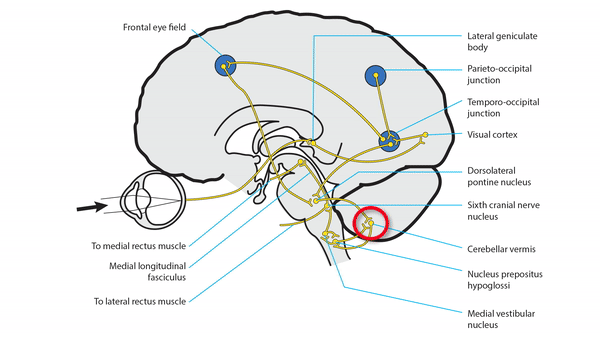 Frontal eye field
Lateral geniculate
body
Parieto-occipital
junction
Temporo-occipital
junction
Visual cortex
Dorsolateral
pontine nucleus
Sixth cranial nerve
nucleus
To medial rectus muscle
Cerebellar vermis
Medial longitudinal
fasciculus
Nucleus prepositus
hypoglossi
To lateral rectus muscle
Medial vestibular
nucleus